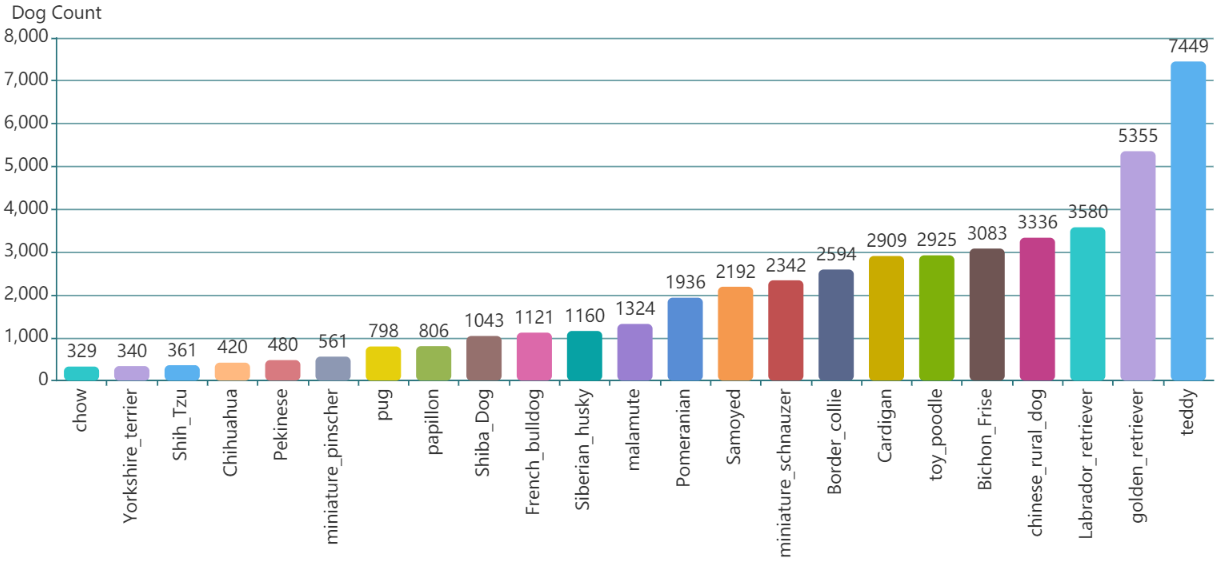 Dog Count
8,000
7,000
6,000
5,000
4,000
3,000
2,000
1,000
0
329
340
361
420
480
561
798
806
1043
1121
1160
1324
1936
2192
2342
2594
2909
2925
3083
3336
3580
5355
7449
chow
Yorkshire_terrier
Shih_Tzu
Chihuahua
Pekinese
miniature_pinscher
pug
papillon
Shiba_Dog
French_bulldog
Siberian_husky
malamute
Pomeranian
Samoyed
miniature_schnauzer
Border_collie
Cardigan
toy_poodle
Bichon_Frise
chinese_rural_dog
Labrador_retriever
golden_retriever
teddy